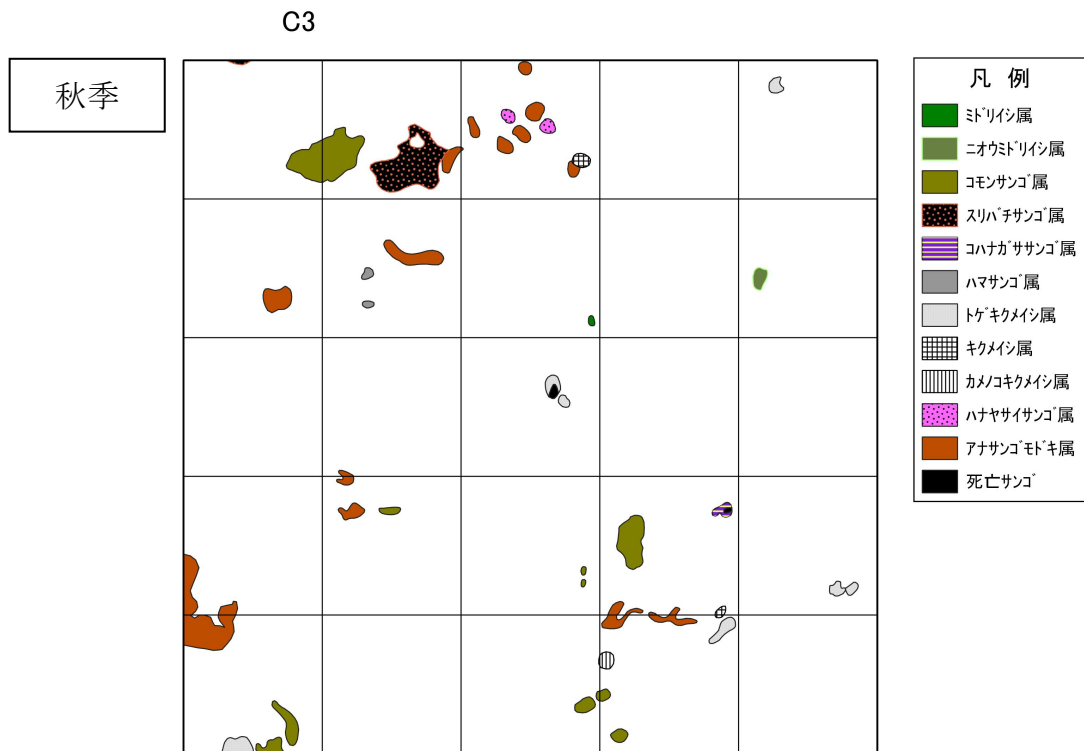 C3
秋季
凡 例
ﾐﾄﾞﾘｲｼ属
ﾆｵｳﾐﾄﾞﾘｲｼ属
ｺﾓﾝｻﾝｺﾞ属
ｽﾘﾊﾞﾁｻﾝｺﾞ属
ｺﾊﾅｶﾞｻｻﾝｺﾞ属
ﾊﾏｻﾝｺﾞ属
ﾄｹﾞｷｸﾒｲｼ属
ｷｸﾒｲｼ属
ｶﾒﾉｺｷｸﾒｲｼ属
ﾊﾅﾔｻｲｻﾝｺﾞ属
ｱﾅｻﾝｺﾞﾓﾄﾞｷ属
死亡ｻﾝｺﾞ